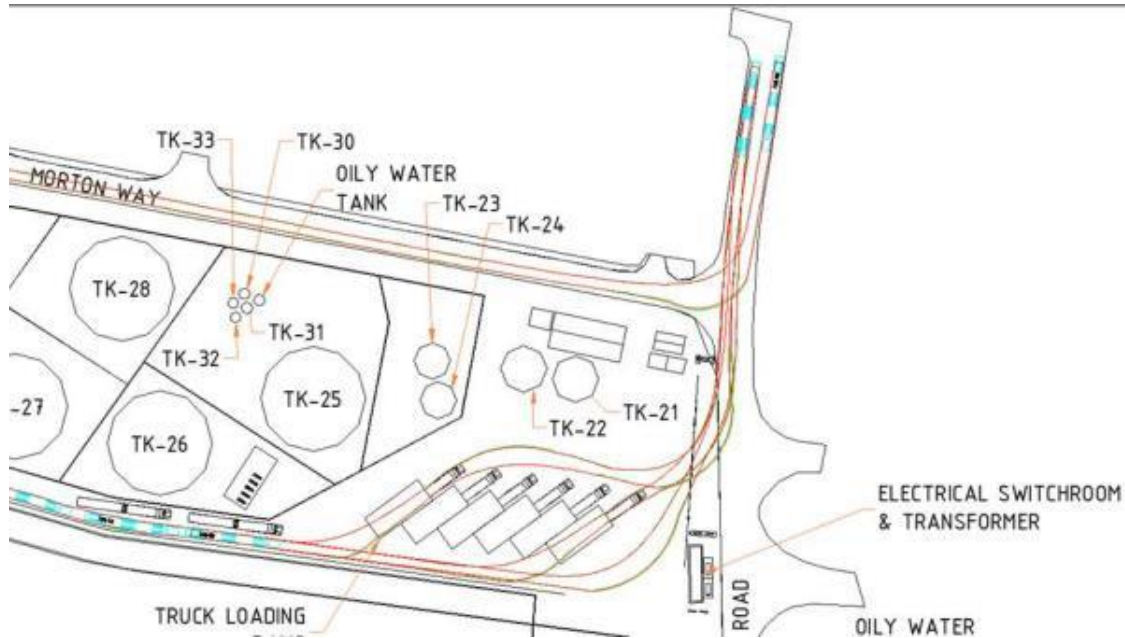 TK-33
TK-30
OILY WATER
TANK
TK-23
TK-24
MORTON WAY
TK-28
TK-31
TK-32
TK-25
TK-27
TK-26
TK-22
TK-21
ELECTRICAL SWITCHROOM
& TRANSFORMER
TRUCK LOADING
ROAD
OILY WATER